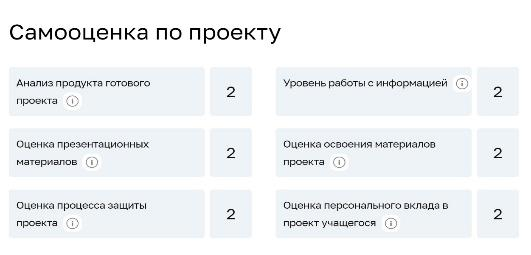 Самооценка по проекту
Анализ продукта готового
проекта
2
Уровень работы с информацией
2
Оценка презентационных
материалов
2
Оценка освоения материалов
проекта
2
Оценка процесса защиты
проекта
2
Оценка персонального вклада в
проект учащегося
2